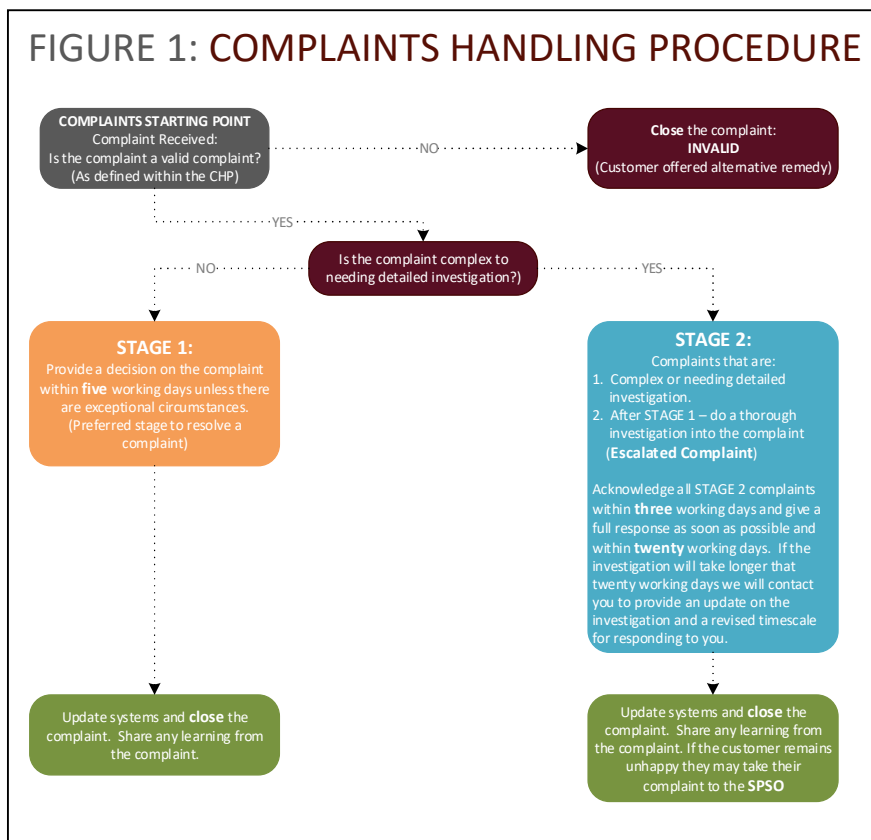 FIGURE 1: COMPLAINTS HANDLING PROCEDURE
COMPLAINTS STARTING POINT
Complaint Received:
Is the complaint a valid complaint?
(As defined within the CHP)
NO
Close the complaint:
INVALID
(Customer offered alternative remedy)
YES
Is the complaint complex to
needing detailed investigation?)
NO
YES
STAGE 1:
Provide a decision on the complaint
within five working days unless there
are exceptional circumstances.
(Preferred stage to resolve a
complaint)
STAGE 2:
Complaints that are:
1. Complex or needing detailed
investigation.
2. After STAGE 1 – do a thorough
investigation into the complaint
(Escalated Complaint)
Acknowledge all STAGE 2 complaints
within three working days and give a
full response as soon as possible and
within twenty working days. If the
investigation will take longer that
twenty working days we will contact
you to provide an update on the
investigation and a revised timescale
for responding to you.
Update systems and close the
complaint. Share any learning from
the complaint.
Update systems and close the
complaint. Share any learning from
the complaint. If the customer remains
unhappy they may take their
complaint to the SPSO